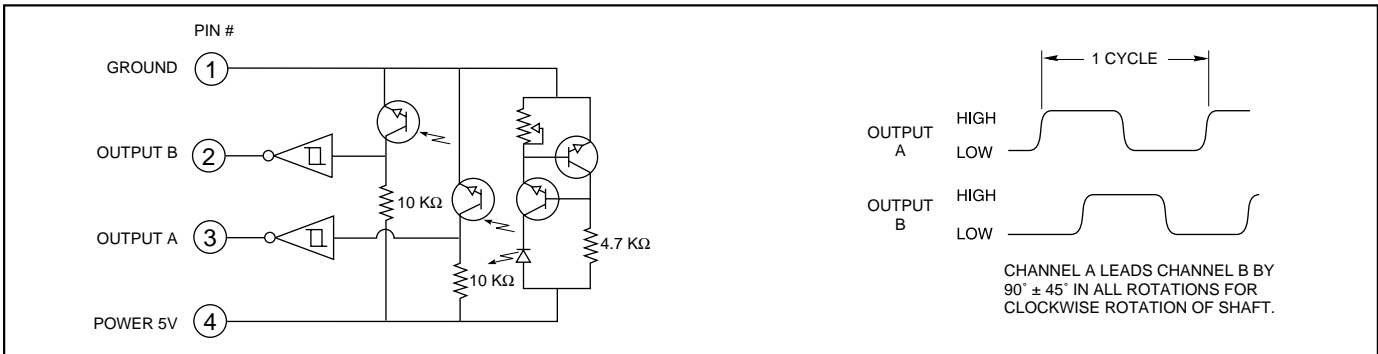 PIN #
GROUND 1
OUTPUT B 2
10 KΩ
OUTPUT A 3
4.7 KΩ
10 KΩ
POWER 5V 4
1 CYCLE
OUTPUT
A
HIGH
LOW
OUTPUT
B
HIGH
LOW
CHANNEL A LEADS CHANNEL B BY
90˚ ± 45˚ IN ALL ROTATIONS FOR
CLOCKWISE ROTATION OF SHAFT.